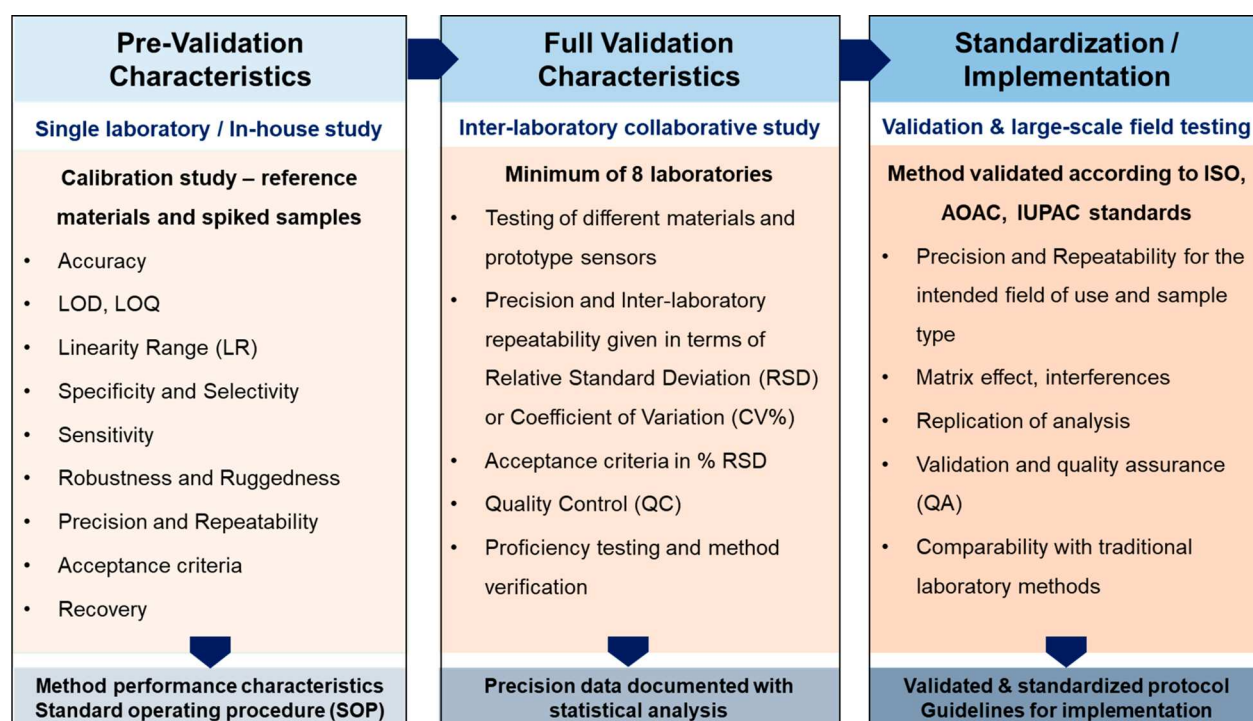 Pre-Validation
Characteristics
Single laboratory / In-house study
Calibration study – reference
materials and spiked samples
• Accuracy
• LOD, LOQ
• Linearity Range (LR)
• Specificity and Selectivity
• Sensitivity
• Robustness and Ruggedness
• Precision and Repeatability
• Acceptance criteria
• Recovery
Method performance characteristics
Standard operating procedure (SOP)
Full Validation
Characteristics
Inter-laboratory collaborative study
Minimum of 8 laboratories
• Testing of different materials and
prototype sensors
• Precision and Inter-laboratory
repeatability given in terms of
Relative Standard Deviation (RSD)
or Coefficient of Variation (CV%)
• Acceptance criteria in % RSD
• Quality Control (QC)
• Proficiency testing and method
verification
Precision data documented with
statistical analysis
Standardization /
Implementation
Validation & large-scale field testing
Method validated according to ISO,
AOAC, IUPAC standards
• Precision and Repeatability for the
intended field of use and sample
type
• Matrix effect, interferences
• Replication of analysis
• Validation and quality assurance
(QA)
• Comparability with traditional
laboratory methods
Validated & standardized protocol
Guidelines for implementation